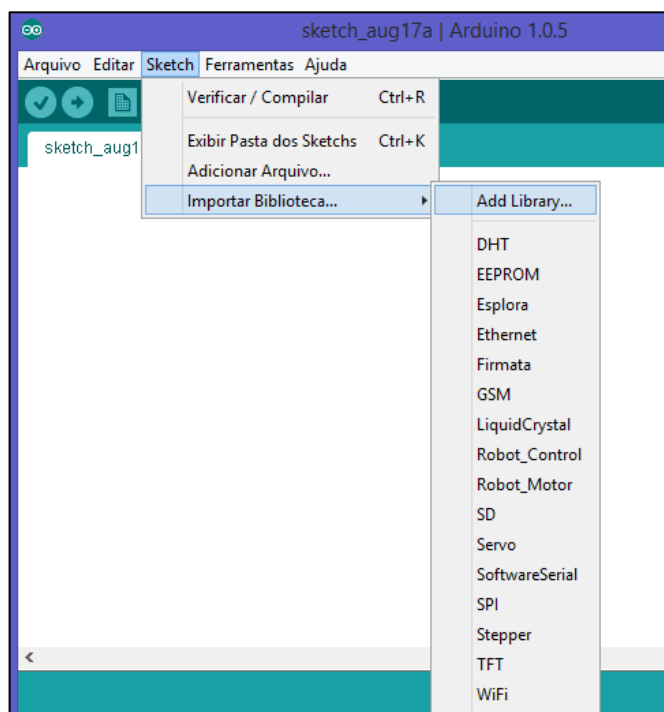 sketch_aug17a | Arduino 1.0.5
Arquivo Editar Sketch Ferramentas Ajuda
Verificar / Compilar Ctrl+R
sketch_aug1
Exibir Pasta dos Sketchs Ctrl+K
Adicionar Arquivo...
Importar Biblioteca...
Add Library...
DHT
EEPROM
Esplora
Ethernet
Firmata
GSM
LiquidCrystal
Robot_Control
Robot_Motor
SD
Servo
SoftwareSerial
SPI
Stepper
TFT
WiFi